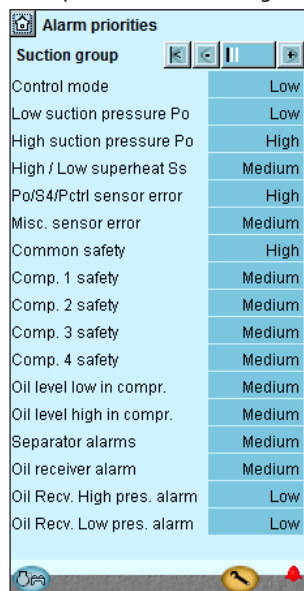 Alarm priorities
Suction group
Control mode Low
Low suction pressure Po Low
High suction pressure Po High
High / Low superheat Ss Medium
Po/S4/Pctrl sensor error High
Misc. sensor error Medium
Common safety High
Comp. 1 safety Medium
Comp. 2 safety Medium
Comp. 3 safety Medium
Comp. 4 safety Medium
Oil level low in compr. Medium
Oil level high in compr. Medium
Separator alarms Medium
Oil receiver alarm Medium
Oil Recv. High pres. alarm Low
Oil Recv. Low pres. alarm Low